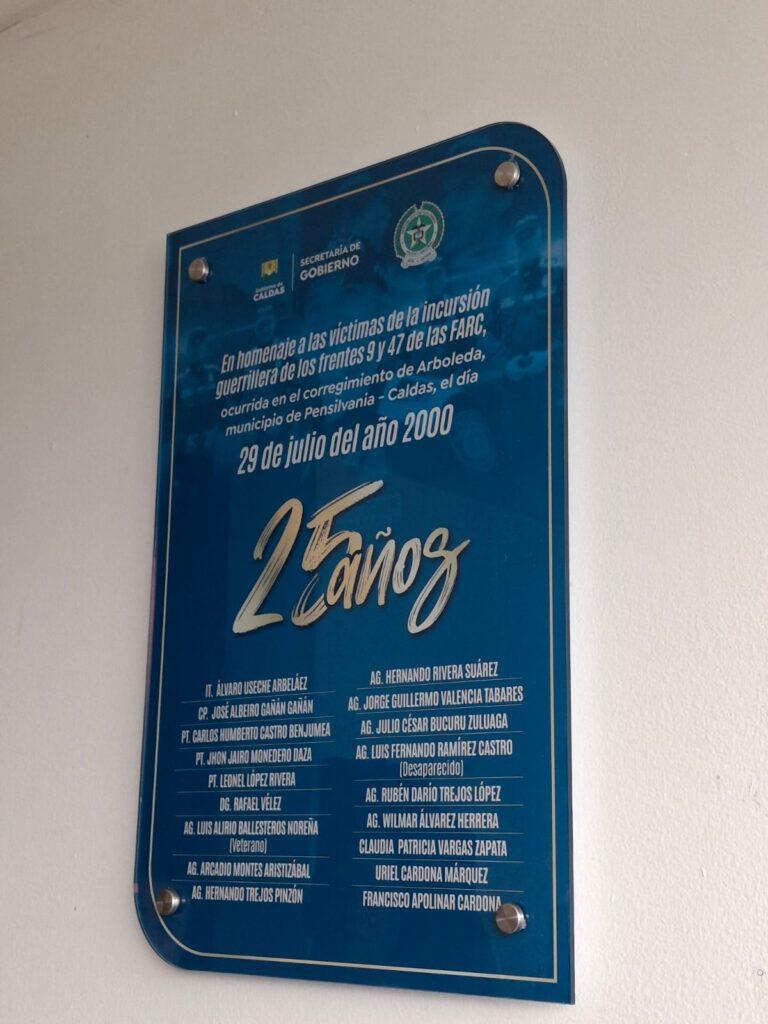 Gobierno de
CALDAS
SECRETARÍA DE
GOBIERNO
En homenaje a las víctimas de la incursión
guerrillera de los frentes 9 y 47 de las FARC,
ocurrida en el corregimiento de Arboleda,
municipio de Pensilvania - Caldas, el día
29 de julio del año 2000
25 años
IT. ÁLVARO USECHE ARBELÁEZ
CP. JOSÉ ALBEIRO GAÑÁN GAÑÁN
PT. CARLOS HUMBERTO CASTRO BENJUMEA
PT. JHON JAIRO MONEDERO DAZA
PT. LEONEL LÓPEZ RIVERA
DG. RAFAEL VÉLEZ
AG. LUIS ALIRIO BALLESTEROS NOREÑA
(Veterano)
AG. ARCADIO MONTES ARISTIZÁBAL
AG. HERNANDO TREJOS PINZÓN
AG. HERNANDO RIVERA SUÁREZ
AG. JORGE GUILLERMO VALENCIA TABARES
AG. JULIO CÉSAR BUCURU ZULUAGA
AG. LUIS FERNANDO RAMÍREZ CASTRO
(Desaparecido)
AG. RUBÉN DARÍO TREJOS LÓPEZ
AG. WILMAR ÁLVAREZ HERRERA
CLAUDIA PATRICIA VARGAS ZAPATA
URIEL CARDONA MÁRQUEZ
FRANCISCO APOLINAR CARDONA